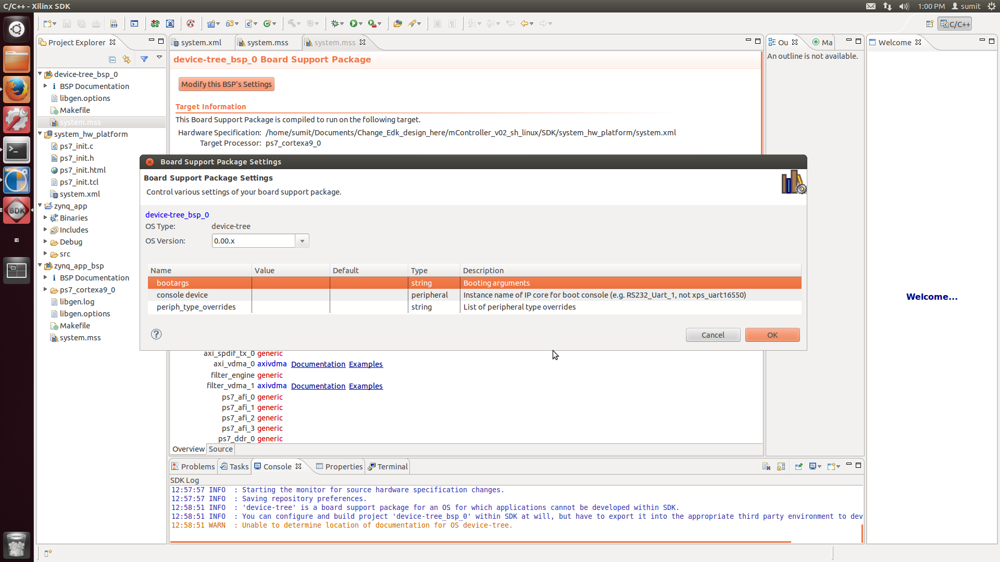 C/C++ - Xilinx SDK
1:00 PM
sumit
C/C++
Project Explorer
system.xml
system.mss
system.mss
Ou
Ma
Welcome
device-tree_bsp_0
BSP Documentation
libgen.options
Makefile
system.mss
system_hw_platform
ps7_init.c
ps7_init.h
ps7_init.html
ps7_init.tcl
system.xml
zynq_app
Binaries
Includes
Debug
src
zynq_app_bsp
BSP Documentation
ps7_cortexa9_0
libgen.log
libgen.options
Makefile
system.mss
SDK
device-tree_bsp_0 Board Support Package
Modify this BSP's Settings
Target Information
This Board Support Package is compiled to run on the following target.
Hardware Specification: /home/sumit/Documents/Change_Edk_design_here/mController_v02_sh_linux/SDK/system_hw_platform/system.xml
Target Processor: ps7_cortexa9_0
An outline is not available.
Welcome...
Board Support Package Settings
Board Support Package Settings
Control various settings of your board support package.
device-tree_bsp_0
OS Type: device-tree
OS Version: 0.00.x
Name Value Default Type Description
bootargs string Booting arguments
console device peripheral Instance name of IP core for boot console (e.g. RS232_Uart_1, not xps_uart16550)
periph_type_overrides string List of peripheral type overrides
Cancel
OK
axi_spdif_tx_0 generic
axi_vdma_0 axivdma Documentation Examples
filter_engine generic
filter_vdma_1 axivdma Documentation Examples
ps7_afi_0 generic
ps7_afi_1 generic
ps7_afi_2 generic
ps7_afi_3 generic
ps7_ddr_0 generic
Overview Source
Problems Tasks Console Properties Terminal
SDK Log
12:57:57 INFO : Starting the monitor for source hardware specification changes.
12:57:57 INFO : Saving repository preferences.
12:58:51 INFO : 'device-tree' is a board support package for an OS for which applications cannot be developed within SDK.
12:58:51 INFO : You can configure and build project 'device-tree_bsp_0' within SDK at will, but have to export it into the appropriate third party environment to dev
12:58:51 WARN : Unable to determine location of documentation for OS device-tree.